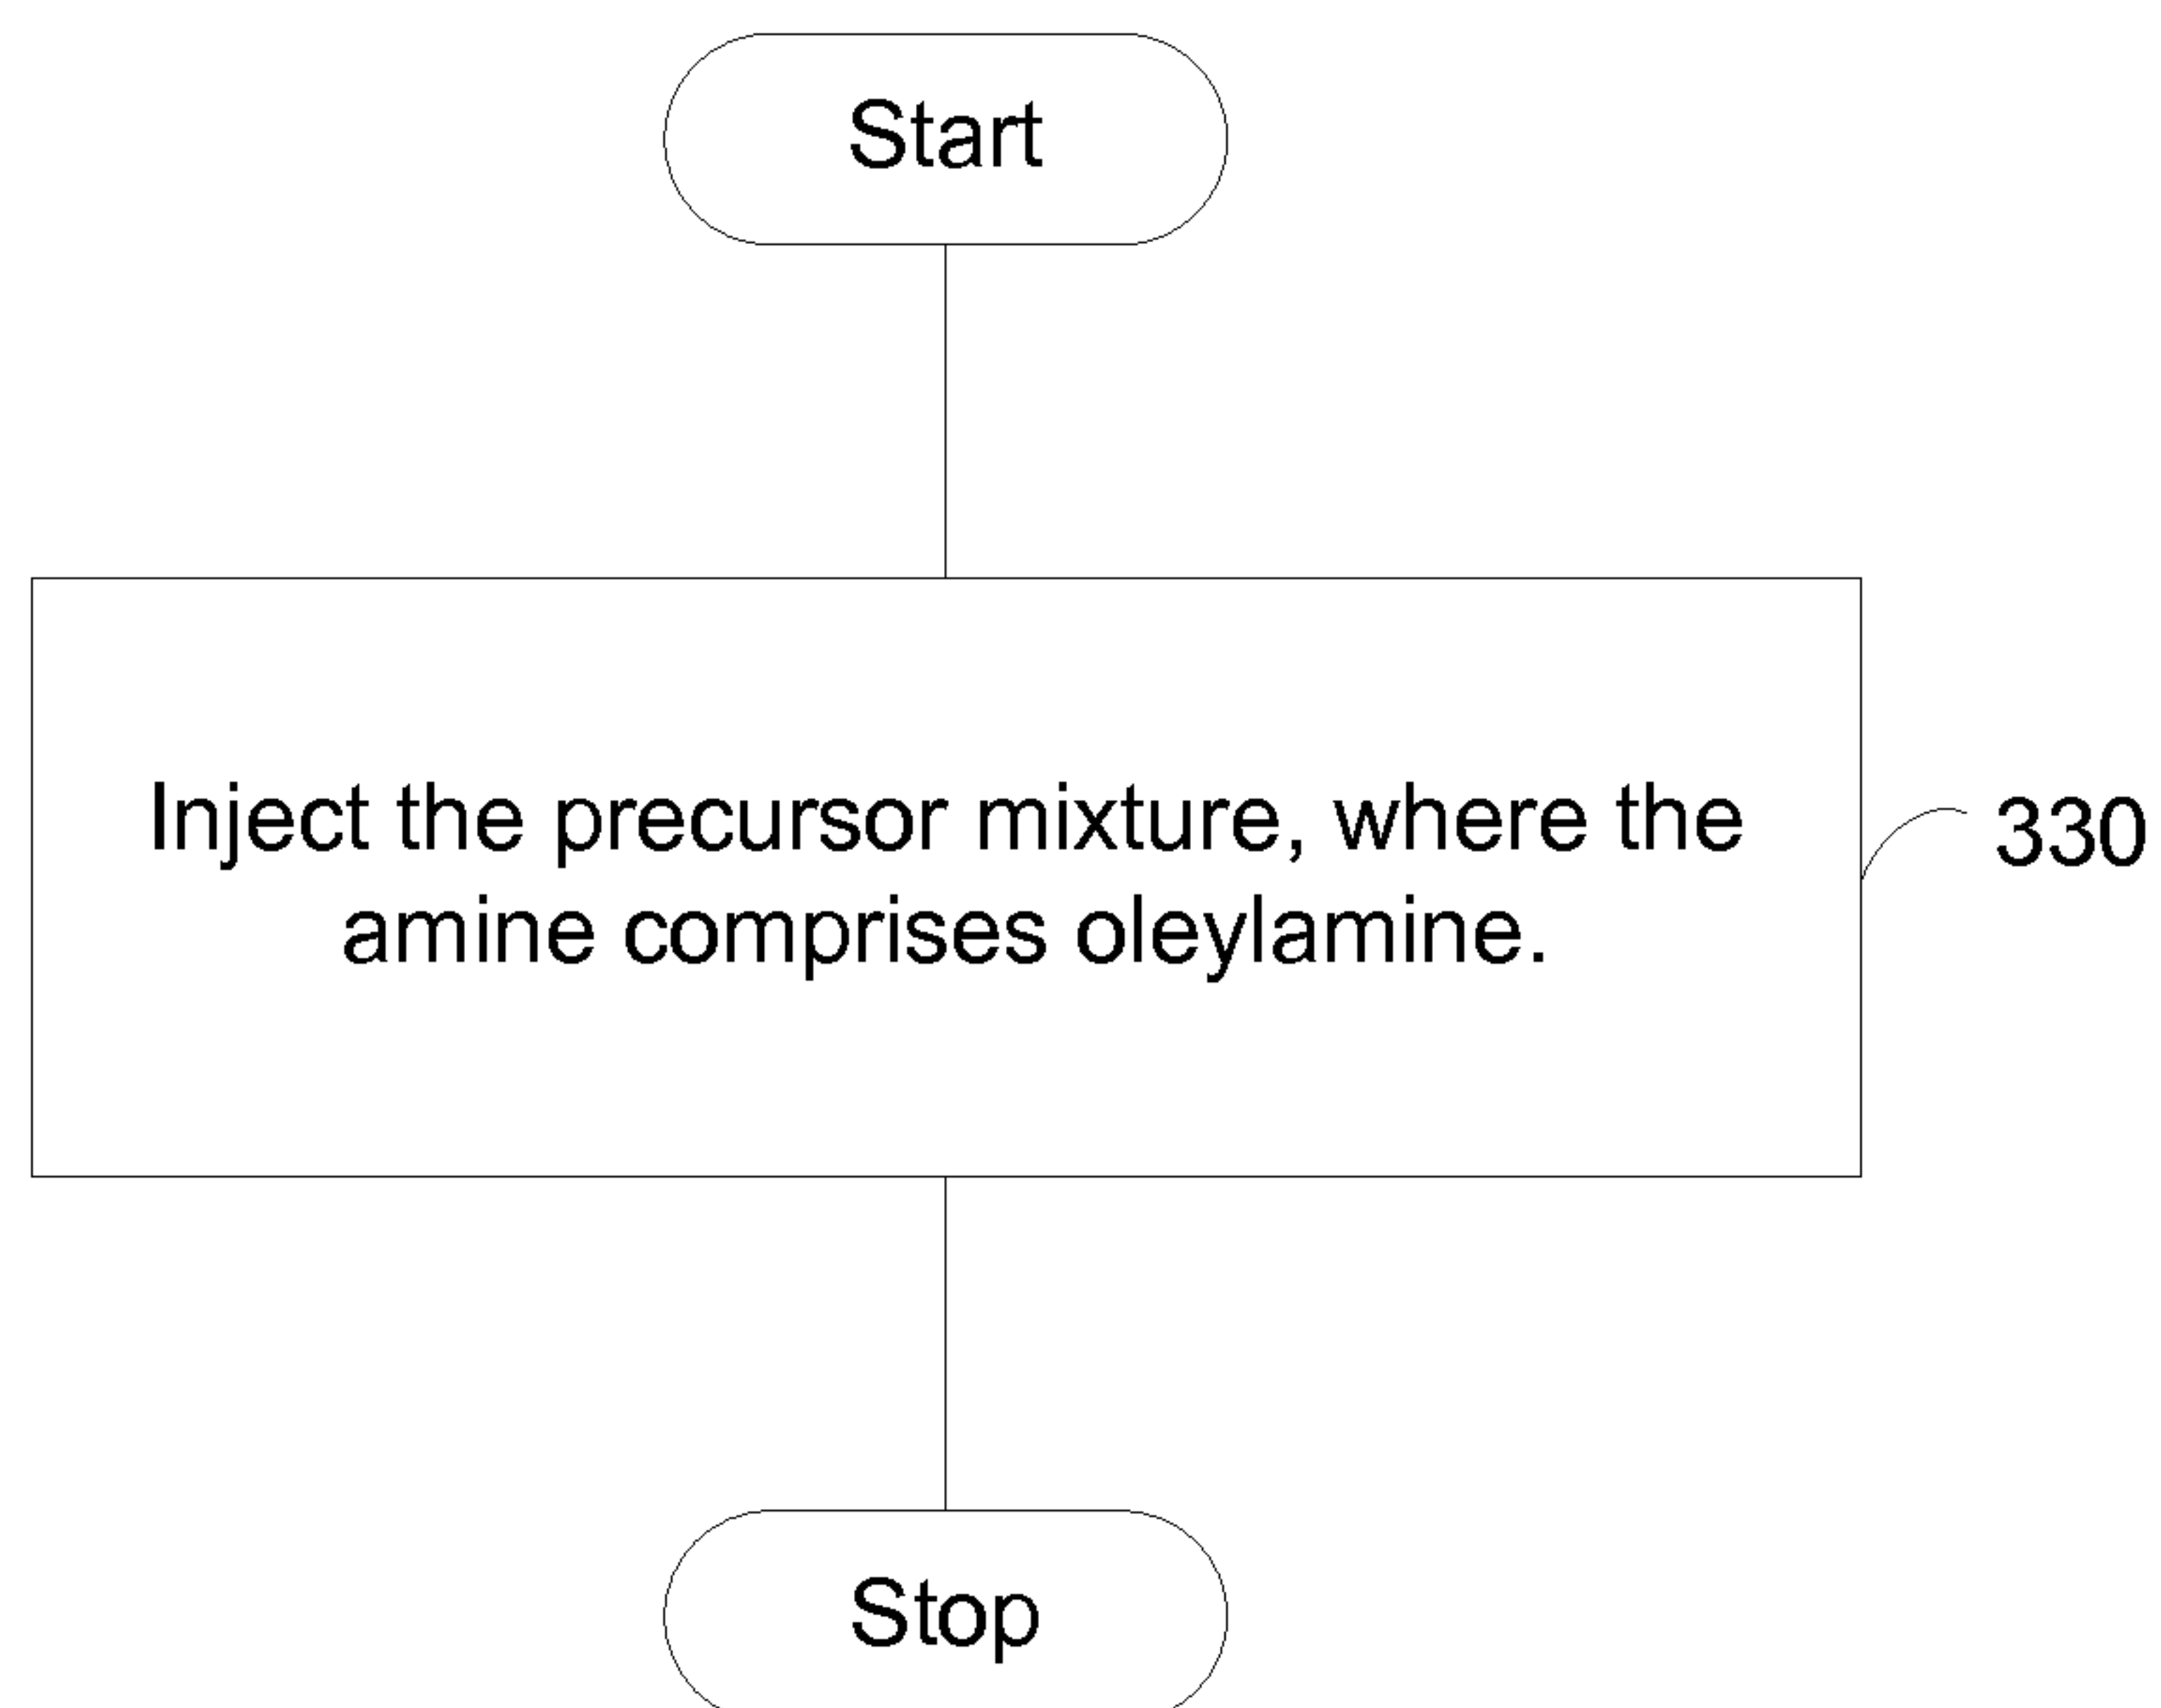 Start
Inject the precursor mixture, where the
amine comprises oleylamine.
330
Stop